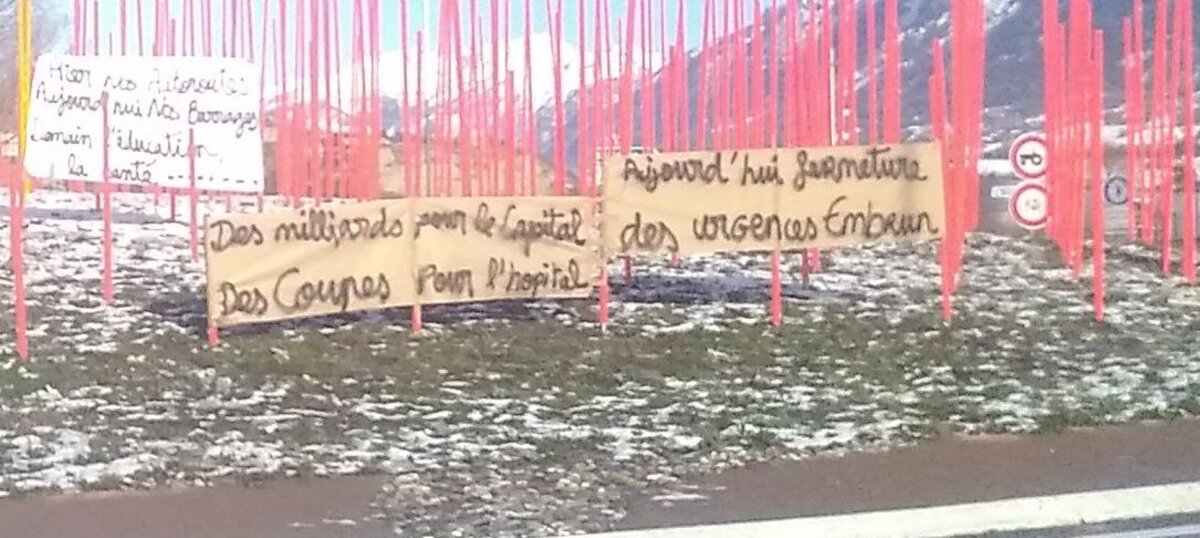 Hier nos Autoroutes
Aujourd'hui Nos Barrages
Demain l'éducation,
la santé ........
Des milliards pour le Capital
Des Coupes Pour l'hopital
Aujourd'hui fermeture
des urgences Embrun